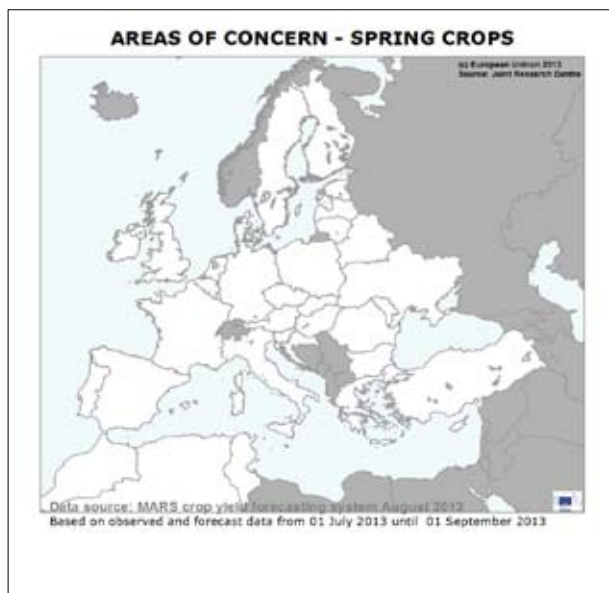 AREAS OF CONCERN - SPRING CROPS
(c) European Union 2013
Source: Joint Research Centre
Data source: MARS crop yield forecasting system August 2013
Based on observed and forecast data from 01 July 2013 until 01 September 2013